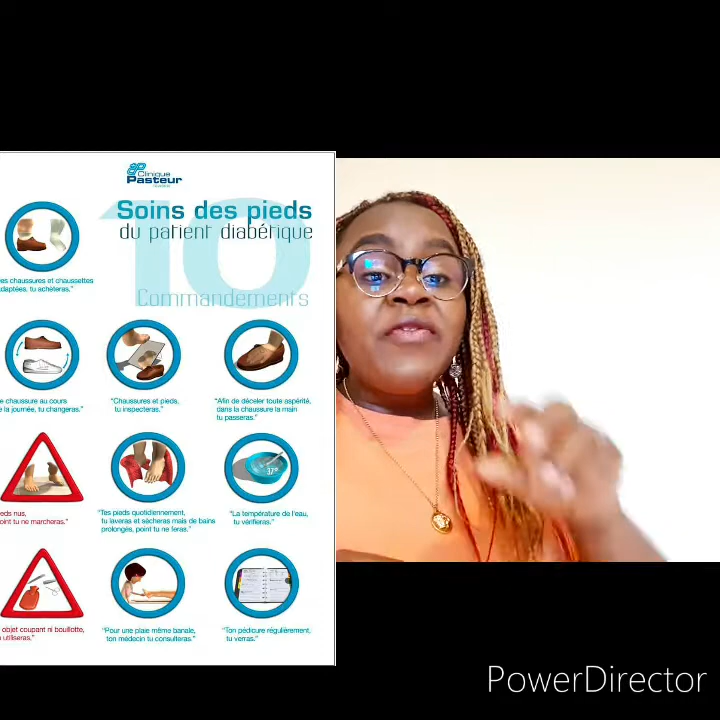 Clinique
Pasteur
Soins des pieds
du patient diabétique
10
Commandements
es chaussures et chaussettes
daptées, tu achèteras."
e chaussure au cours
e la journée, tu changeras."
"Chaussures et pieds,
tu inspecteras."
"Afin de déceler toute aspérité,
dans la chaussure la main
tu passeras."
eds nus,
point tu ne marcheras."
"Tes pieds quotidiennement,
tu laveras et sécheras mais de bains
prolongés, point tu ne feras."
37°
"La température de l'eau,
tu vérifieras."
objet coupant ni bouillotte,
utiliseras."
"Pour une plaie même banale,
ton médecin tu consulteras"
"Ton pédicure régulièrement,
tu verras."
PowerDirector